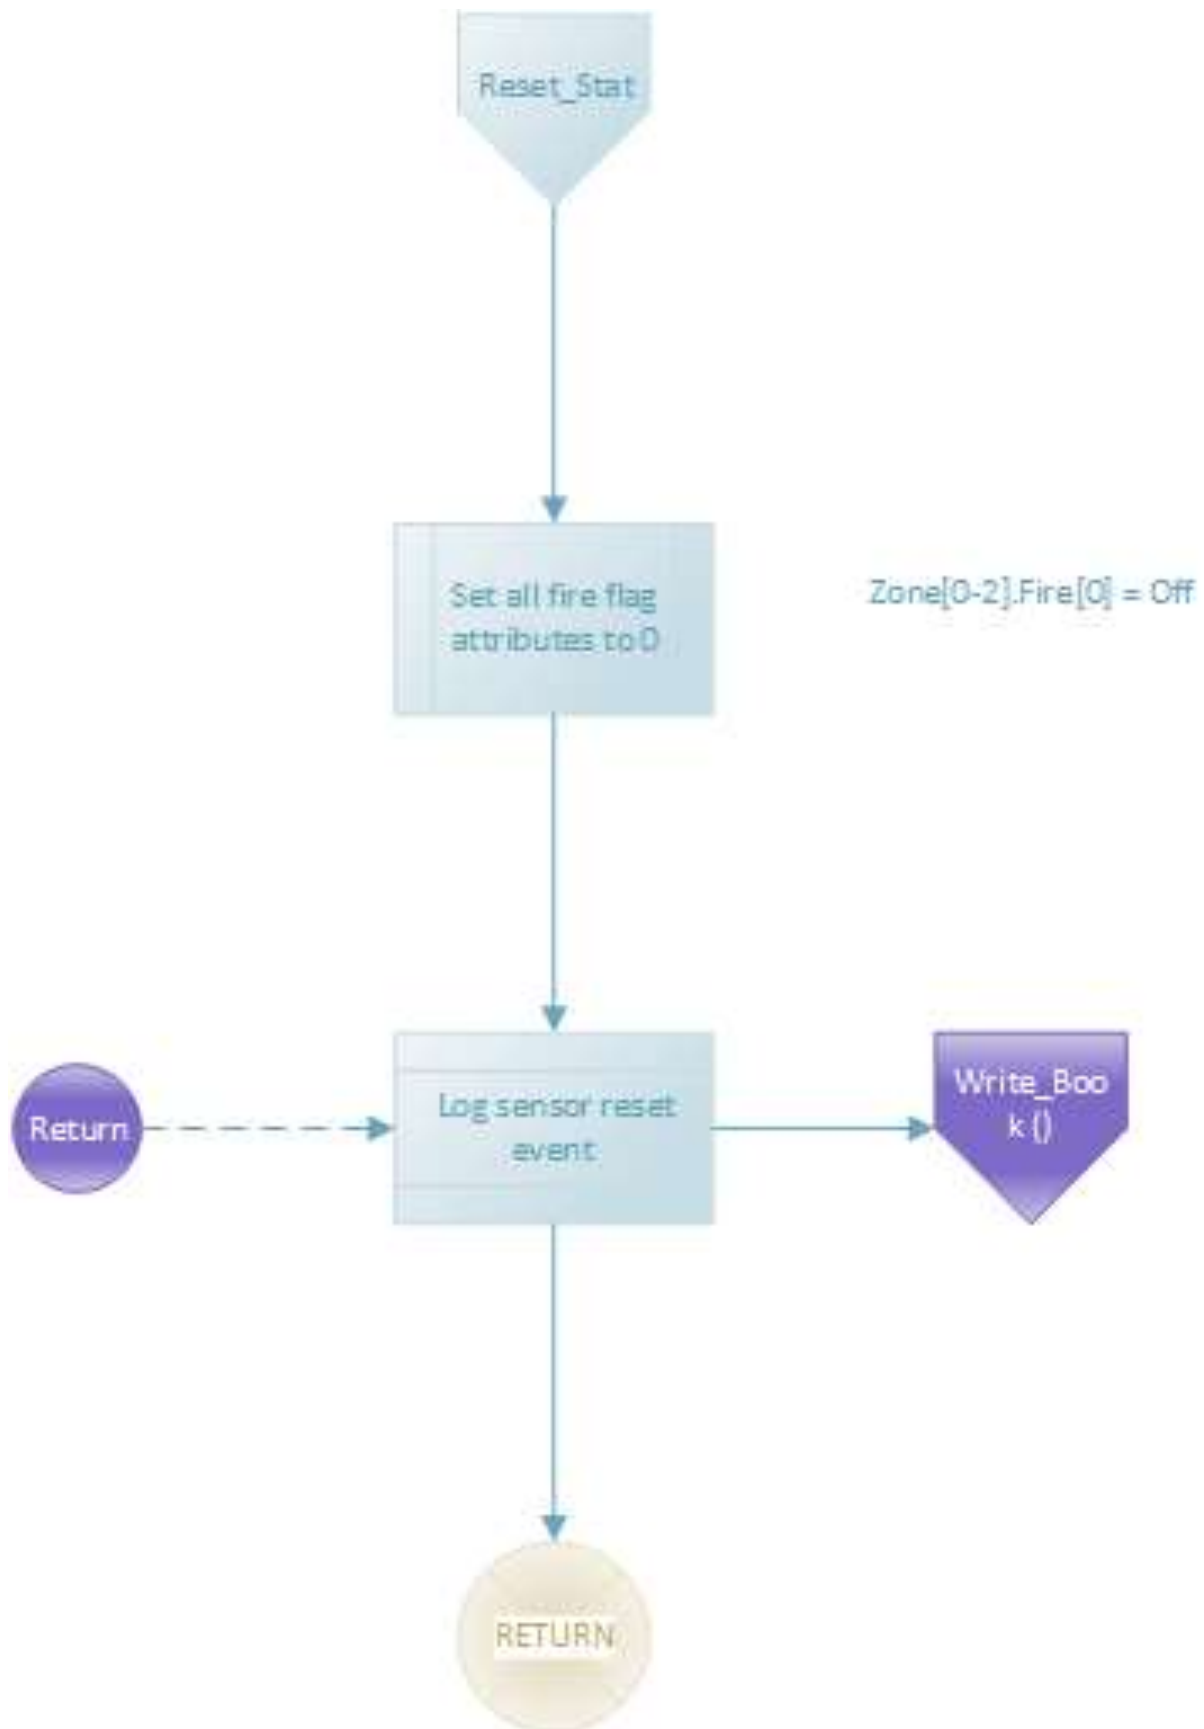 Reset_Stat
Set all fire flag
attributes to 0
Zone[0-2].Fire[0] = Off
Return
Log sensor reset
event
Write_Boo
k ()
RETURN